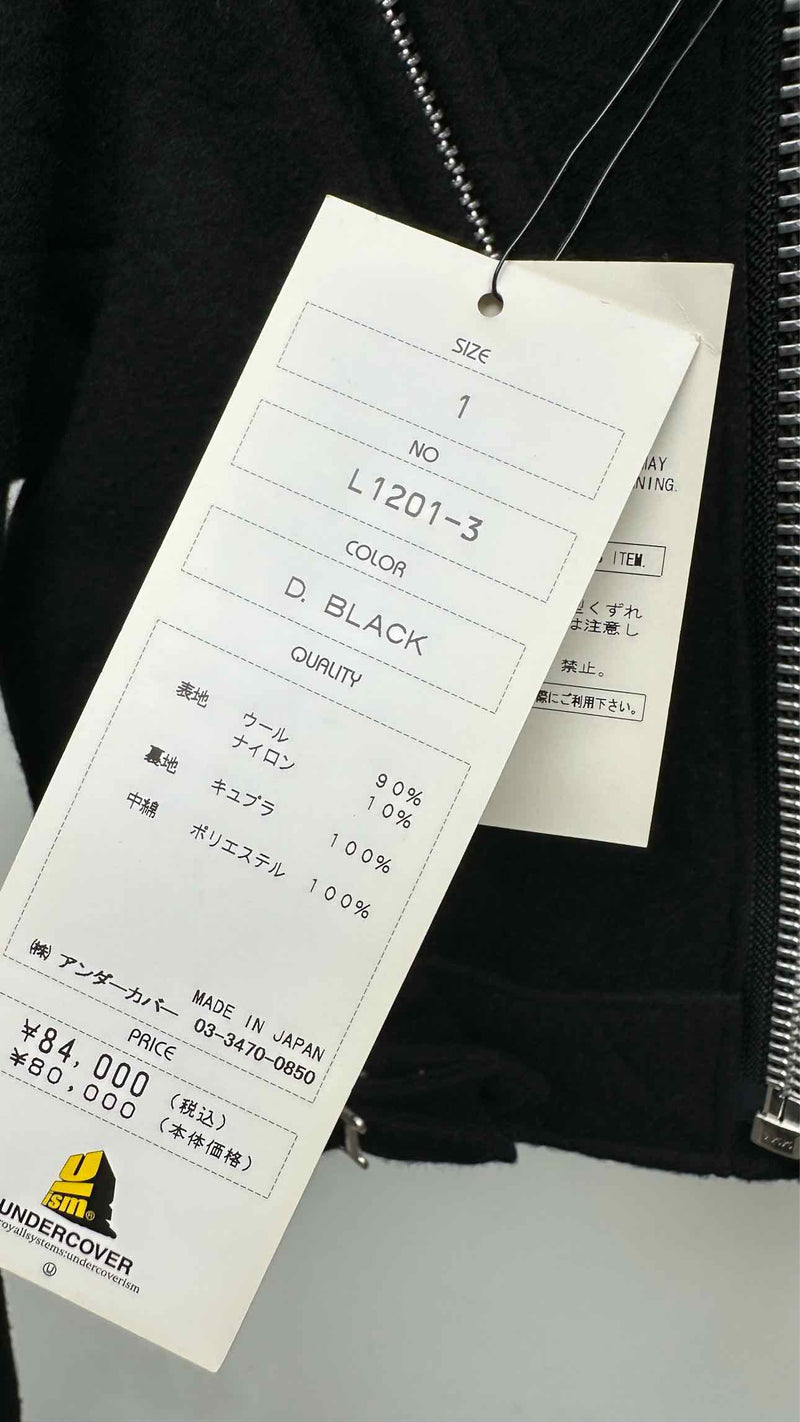 SIZE
1
NO
L1201-3
COLOR
D. BLACK
QUALITY
表地 ウール 90%
ナイロン 10%
裏地 キュプラ 100%
中綿 ポリエステル 100%
㈱ アンダーカバー MADE IN JAPAN
03-3470-0850
PRICE
¥84,000 (税込)
¥80,000 (本体価格)
U
ism®
UNDERCOVER
royallsystems:undercoverism
U
ITEM.
くずれ
は注意し
禁止。
際にご利用下さい。